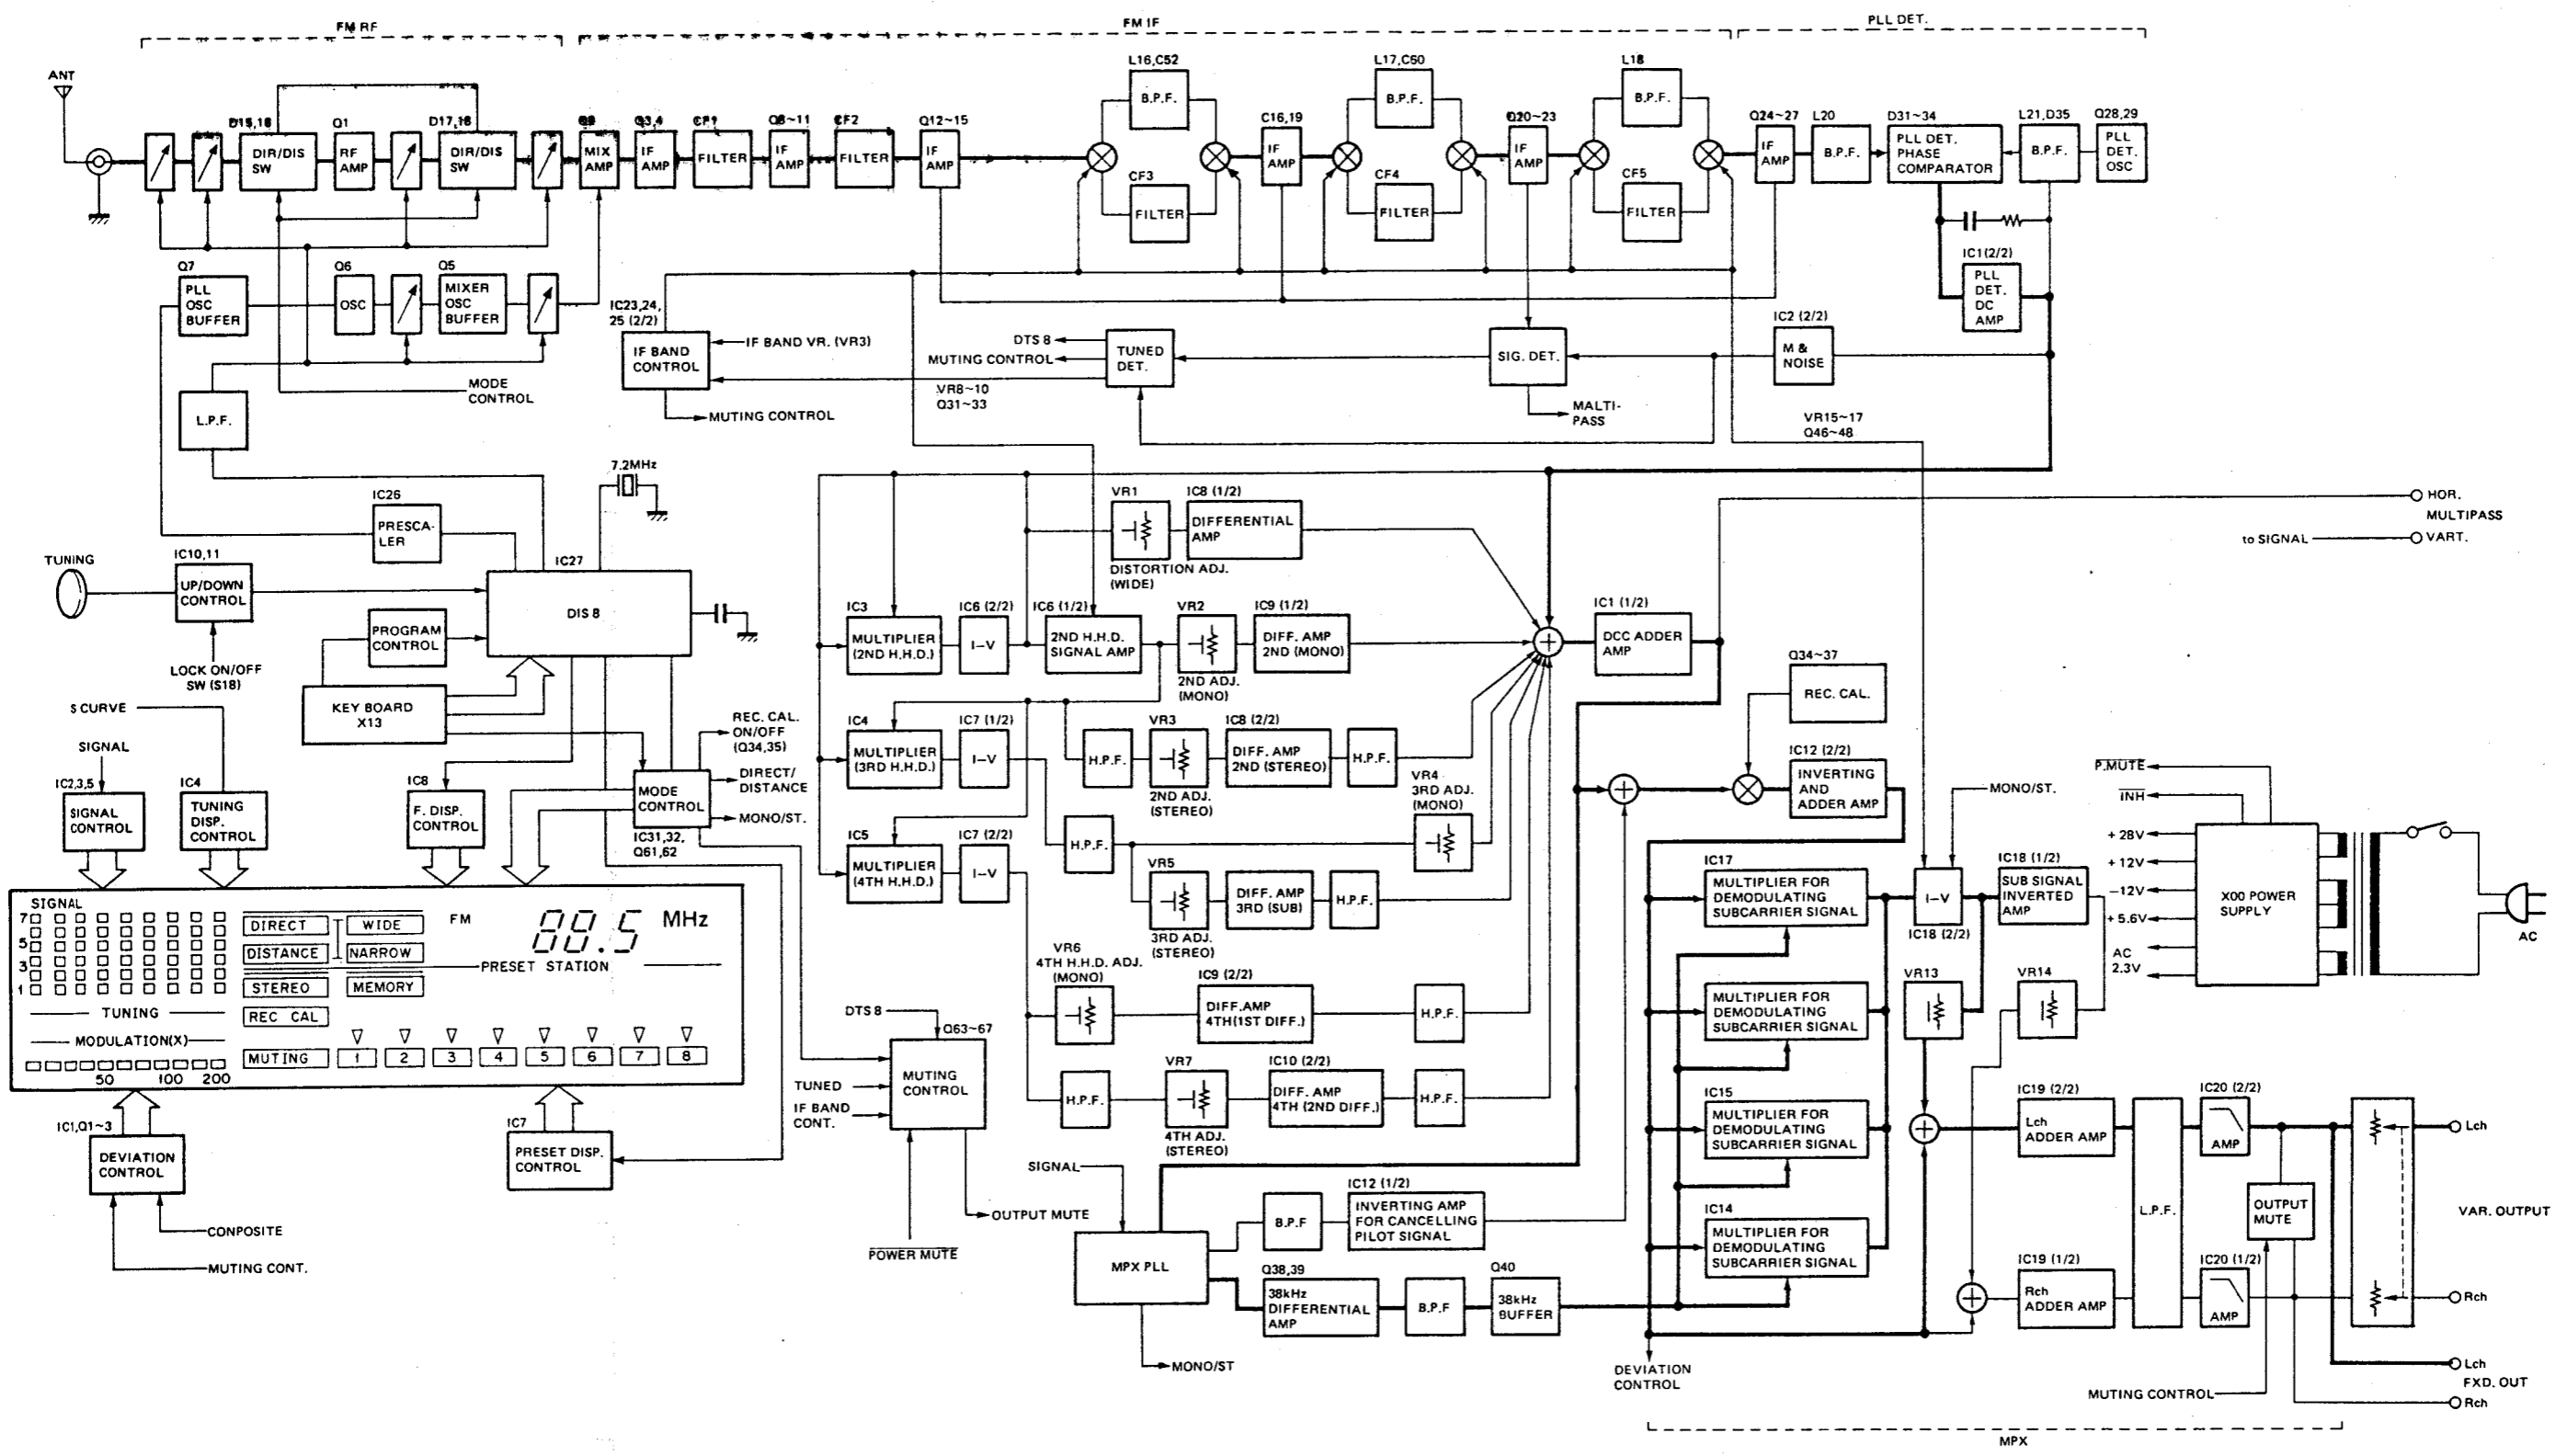 FM RF
FM IF
PLL DET.
ANT
D15,16
Q1
D17,18
Q3,4
CF1
Q8~11
CF2
Q12~15
L16,C52
C16,19
L17,C60
Q20~23
L18
Q24~27
L20
D31~34
L21,D35
Q28,29
DIR/DIS
SW
RF
AMP
DIR/DIS
SW
MIX
AMP
IF
AMP
FILTER
IF
AMP
FILTER
IF
AMP
B.P.F.
CF3
FILTER
IF
AMP
B.P.F.
CF4
FILTER
IF
AMP
B.P.F.
CF5
FILTER
IF
AMP
B.P.F.
PLL DET.
PHASE
COMPARATOR
B.P.F.
PLL
DET.
OSC
Q7
PLL
OSC
BUFFER
Q6
OSC
Q5
MIXER
OSC
BUFFER
IC1(2/2)
PLL
DET.
DC
AMP
IC23,24,
25 (2/2)
IF BAND
CONTROL
IF BAND VR. (VR3)
MUTING CONTROL
DTS 8
MUTING CONTROL
TUNED
DET.
VR8~10
Q31~33
SIG. DET.
MALTI-
PASS
IC2 (2/2)
M &
NOISE
VR15~17
Q46~48
MODE
CONTROL
L.P.F.
7.2MHz
IC26
PRESCA-
LER
TUNING
IC10,11
UP/DOWN
CONTROL
LOCK ON/OFF
SW (S18)
PROGRAM
CONTROL
IC27
DIS 8
KEY BOARD
X13
VR1
IC8 (1/2)
DIFFERENTIAL
AMP
DISTORTION ADJ.
(WIDE)
HOR.
MULTIPASS
to SIGNAL
VART.
IC3
MULTIPLIER
(2ND H.H.D.)
IC6 (2/2)
I-V
IC6 (1/2)
2ND H.H.D.
SIGNAL AMP
VR2
2ND ADJ.
(MONO)
IC9 (1/2)
DIFF. AMP
2ND (MONO)
IC1 (1/2)
DCC ADDER
AMP
Q34~37
REC. CAL.
IC4
MULTIPLIER
(3RD H.H.D.)
IC7 (1/2)
I-V
H.P.F.
VR3
2ND ADJ.
(STEREO)
IC8 (2/2)
DIFF. AMP
2ND (STEREO)
H.P.F.
VR4
3RD ADJ.
(MONO)
IC12 (2/2)
INVERTING
AND
ADDER AMP
IC5
MULTIPLIER
(4TH H.H.D.)
IC7 (2/2)
I-V
H.P.F.
VR5
3RD ADJ.
(STEREO)
DIFF. AMP
3RD (SUB)
H.P.F.
VR6
4TH H.H.D. ADJ.
(MONO)
IC9 (2/2)
DIFF.AMP
4TH(1ST DIFF.)
H.P.F.
H.P.F.
VR7
4TH ADJ.
(STEREO)
IC10 (2/2)
DIFF. AMP
4TH (2ND DIFF.)
H.P.F.
S CURVE
SIGNAL
IC2,3,5
SIGNAL
CONTROL
IC4
TUNING
DISP.
CONTROL
IC8
F. DISP.
CONTROL
MODE
CONTROL
IC31,32,
Q61,62
REC. CAL.
ON/OFF
(Q34,35)
DIRECT/
DISTANCE
MONO/ST.
SIGNAL
7
5
3
1
TUNING
MODULATION(X)
50 100 200
DIRECT
WIDE
DISTANCE
NARROW
STEREO
MEMORY
REC CAL
MUTING
FM 88.5 MHz
PRESET STATION
1 2 3 4 5 6 7 8
IC1,Q1~3
DEVIATION
CONTROL
CONPOSITE
MUTING CONT.
IC7
PRESET DISP.
CONTROL
DTS 8
Q63~67
MUTING
CONTROL
TUNED
IF BAND
CONT.
POWER MUTE
OUTPUT MUTE
SIGNAL
MPX PLL
MONO/ST
B.P.F
IC12 (1/2)
INVERTING AMP
FOR CANCELLING
PILOT SIGNAL
Q38,39
38kHz
DIFFERENTIAL
AMP
B.P.F
Q40
38kHz
BUFFER
IC17
MULTIPLIER FOR
DEMODULATING
SUBCARRIER SIGNAL
MULTIPLIER FOR
DEMODULATING
SUBCARRIER SIGNAL
IC15
MULTIPLIER FOR
DEMODULATING
SUBCARRIER SIGNAL
IC14
MULTIPLIER FOR
DEMODULATING
SUBCARRIER SIGNAL
DEVIATION
CONTROL
MONO/ST.
I-V
IC18 (2/2)
IC18 (1/2)
SUB SIGNAL
INVERTED
AMP
VR13
VR14
P.MUTE
INH
+ 28V
+ 12V
-12V
+ 5.6V
AC
2.3V
X00 POWER
SUPPLY
AC
IC19 (2/2)
Lch
ADDER AMP
IC19 (1/2)
Rch
ADDER AMP
L.P.F.
IC20 (2/2)
AMP
IC20 (1/2)
AMP
OUTPUT
MUTE
Lch
VAR. OUTPUT
Rch
Lch
FXD. OUT
Rch
MUTING CONTROL
MPX